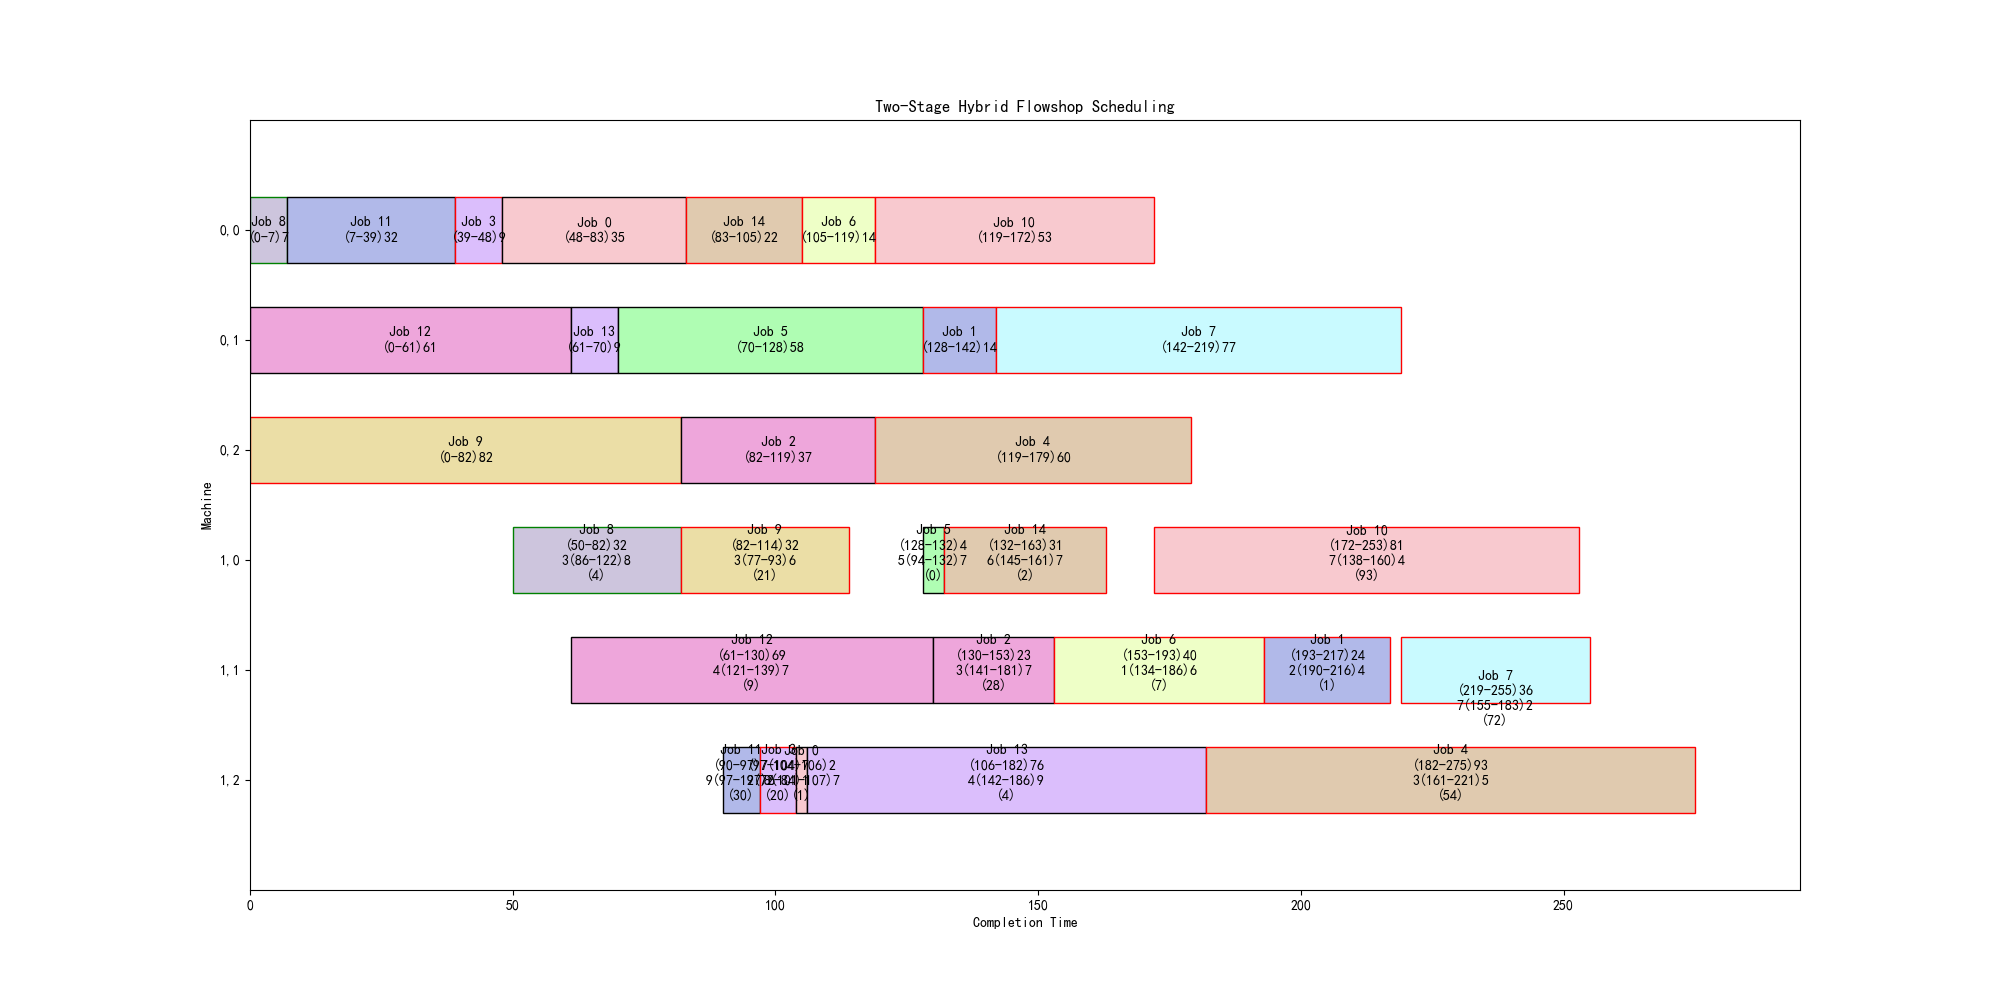 Two-Stage Hybrid Flowshop Scheduling
0,0
Job 8
(0-7)7
Job 11
(7-39)32
Job 3
(39-48)9
Job 0
(48-83)35
Job 14
(83-105)22
Job 6
(105-119)14
Job 10
(119-172)53
0,1
Job 12
(0-61)61
Job 13
(61-70)9
Job 5
(70-128)58
Job 1
(128-142)14
Job 7
(142-219)77
0,2
Job 9
(0-82)82
Job 2
(82-119)37
Job 4
(119-179)60
Machine
1,0
Job 8
(50-82)32
3(86-122)8
(4)
Job 9
(82-114)32
3(77-93)6
(21)
Job 5
(128-132)4
5(94-132)7
(0)
Job 14
(132-163)31
6(145-161)7
(2)
Job 10
(172-253)81
7(138-160)4
(93)
1,1
Job 12
(61-130)69
4(121-139)7
(9)
Job 2
(130-153)23
3(141-181)7
(28)
Job 6
(153-193)40
1(134-186)6
(7)
Job 1
(193-217)24
2(190-216)4
(1)
Job 7
(219-255)36
7(155-183)2
(72)
1,2
Job 11
(90-97)7
(30)
Job 3
(97-104)7
(20)
Job 0
(104-106)2
(1)
Job 13
(106-182)76
4(142-186)9
(4)
Job 4
(182-275)93
3(161-221)5
(54)
0
50
100
150
200
250
Completion Time